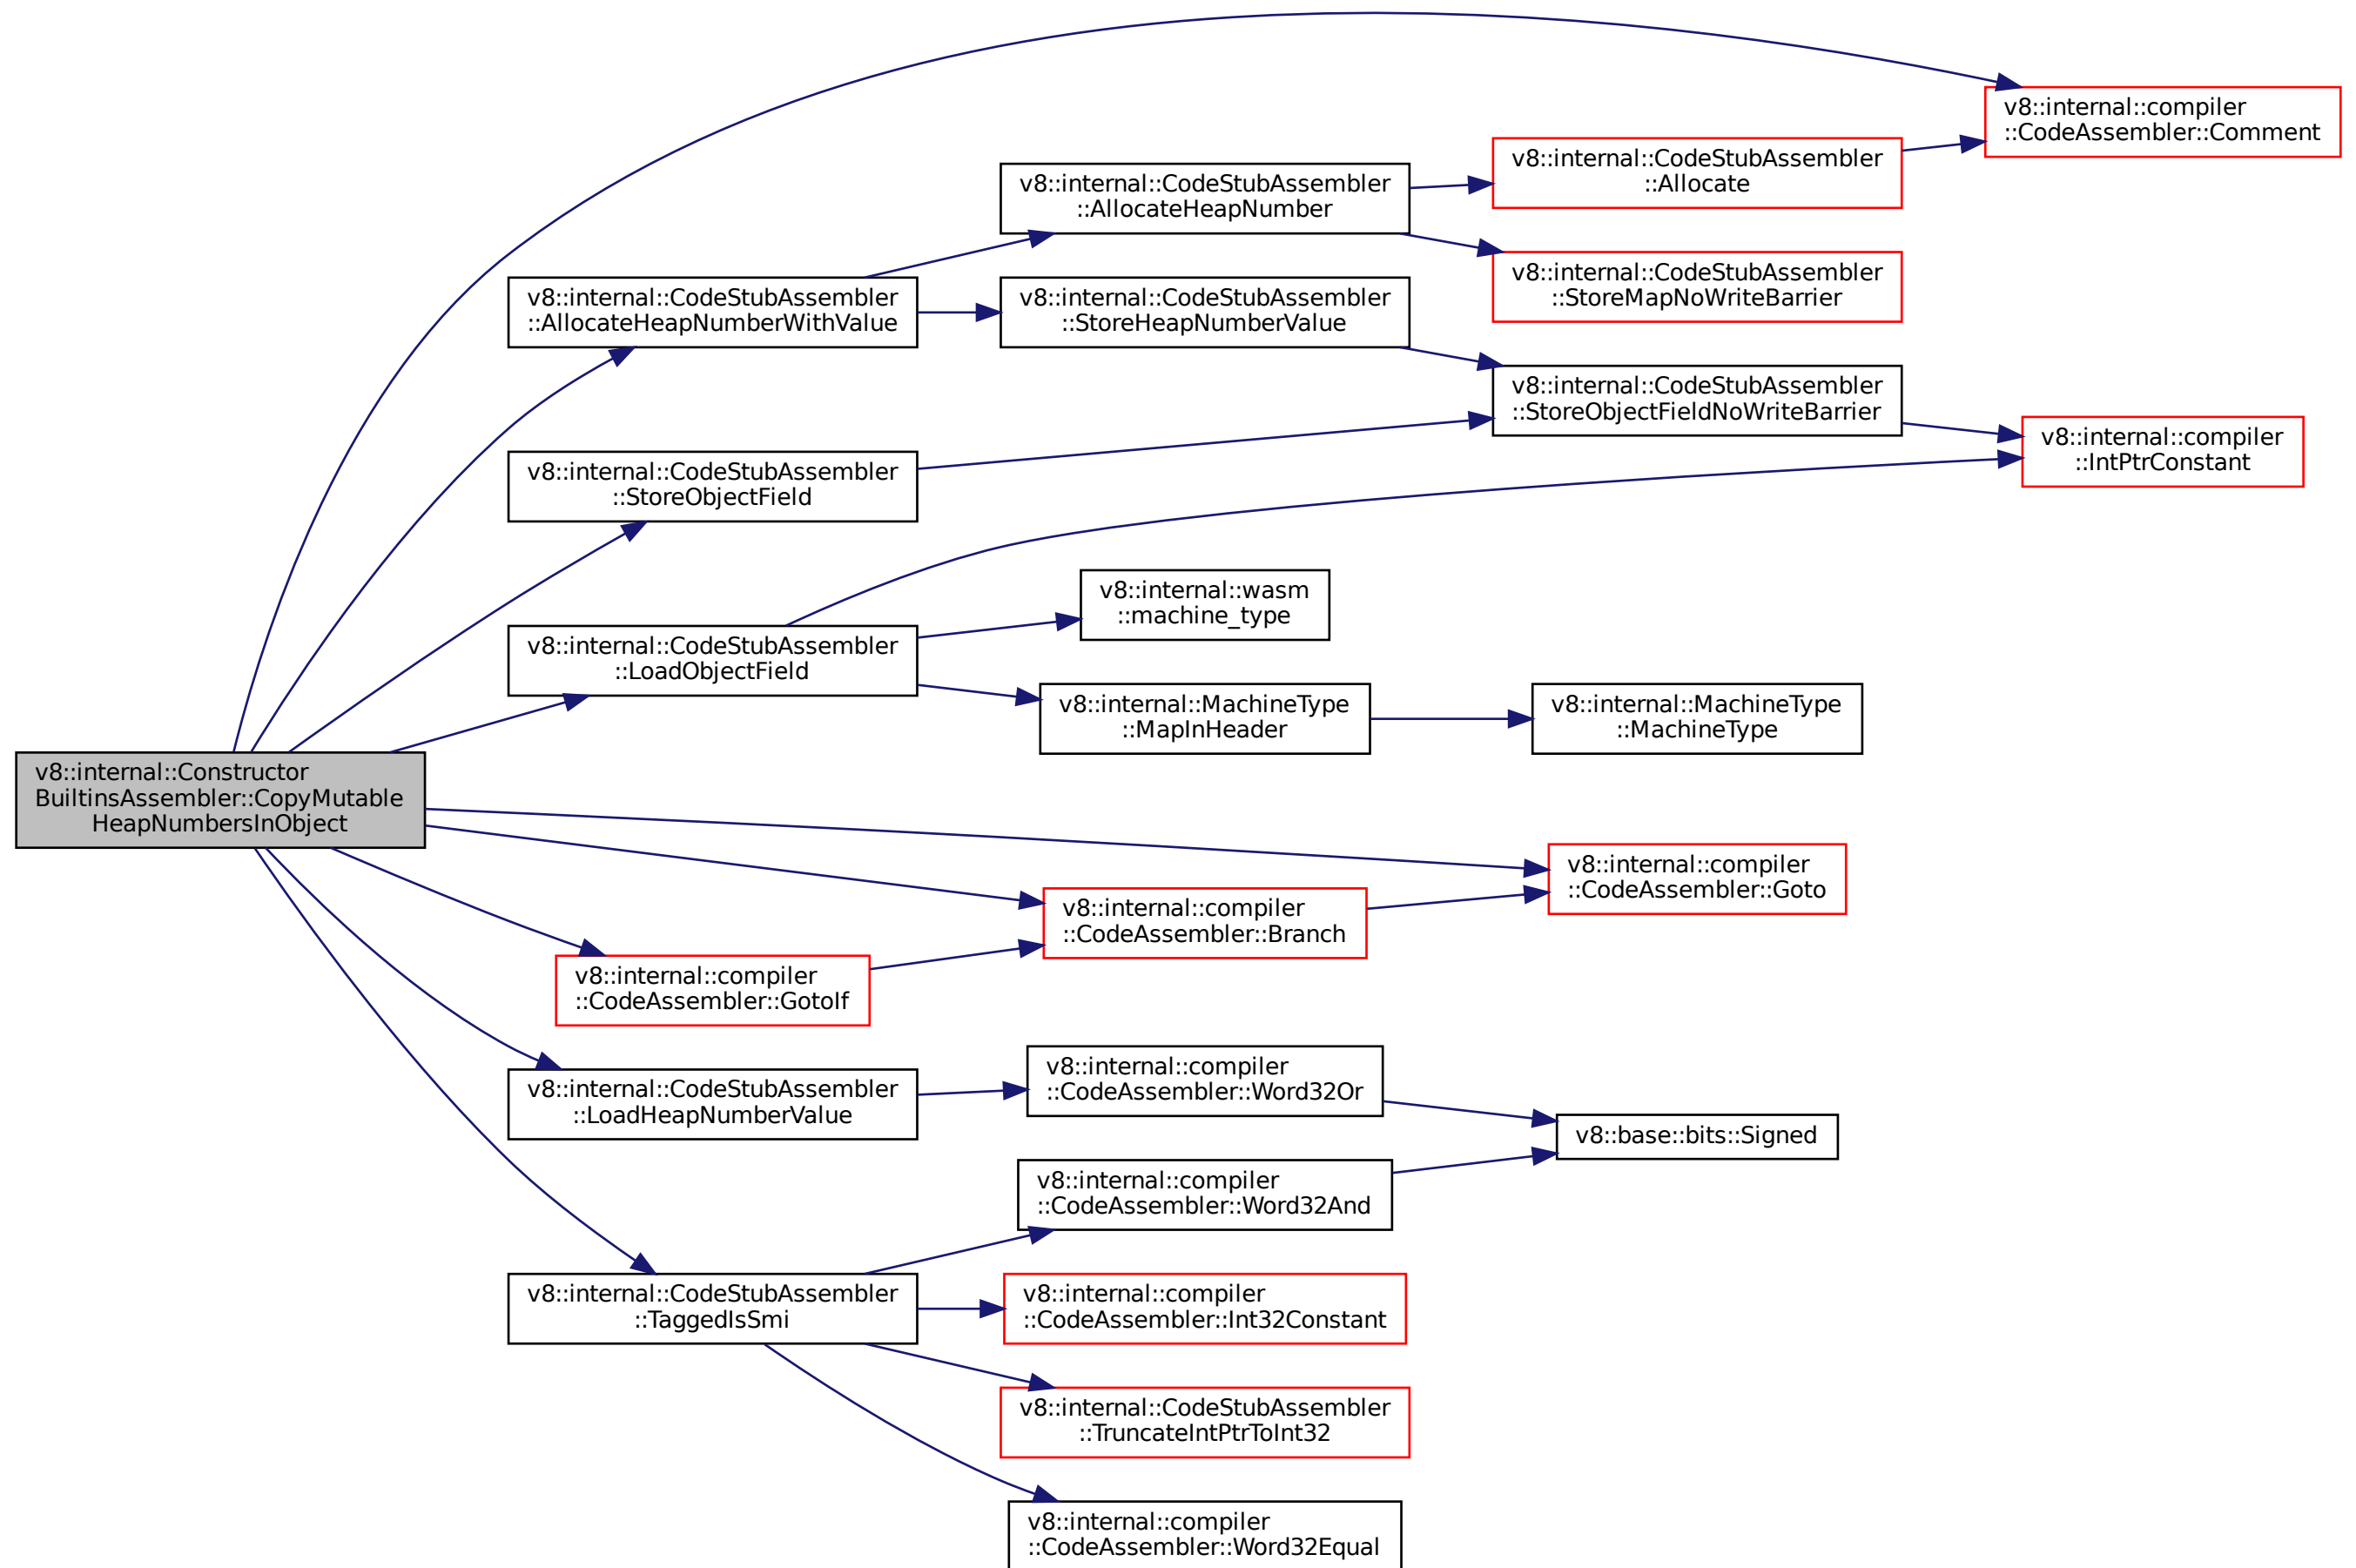 v8::internal::compiler
::CodeAssembler::Comment
v8::internal::CodeStubAssembler
::Allocate
v8::internal::CodeStubAssembler
::AllocateHeapNumber
v8::internal::CodeStubAssembler
::StoreMapNoWriteBarrier
v8::internal::CodeStubAssembler
::AllocateHeapNumberWithValue
v8::internal::CodeStubAssembler
::StoreHeapNumberValue
v8::internal::CodeStubAssembler
::StoreObjectFieldNoWriteBarrier
v8::internal::compiler
::IntPtrConstant
v8::internal::CodeStubAssembler
::StoreObjectField
v8::internal::wasm
::machine_type
v8::internal::CodeStubAssembler
::LoadObjectField
v8::internal::MachineType
::MapInHeader
v8::internal::MachineType
::MachineType
v8::internal::Constructor
BuiltinsAssembler::CopyMutable
HeapNumbersInObject
v8::internal::compiler
::CodeAssembler::Goto
v8::internal::compiler
::CodeAssembler::Branch
v8::internal::compiler
::CodeAssembler::GotoIf
v8::internal::compiler
::CodeAssembler::Word32Or
v8::internal::CodeStubAssembler
::LoadHeapNumberValue
v8::base::bits::Signed
v8::internal::compiler
::CodeAssembler::Word32And
v8::internal::CodeStubAssembler
::TaggedIsSmi
v8::internal::compiler
::CodeAssembler::Int32Constant
v8::internal::CodeStubAssembler
::TruncateIntPtrToInt32
v8::internal::compiler
::CodeAssembler::Word32Equal